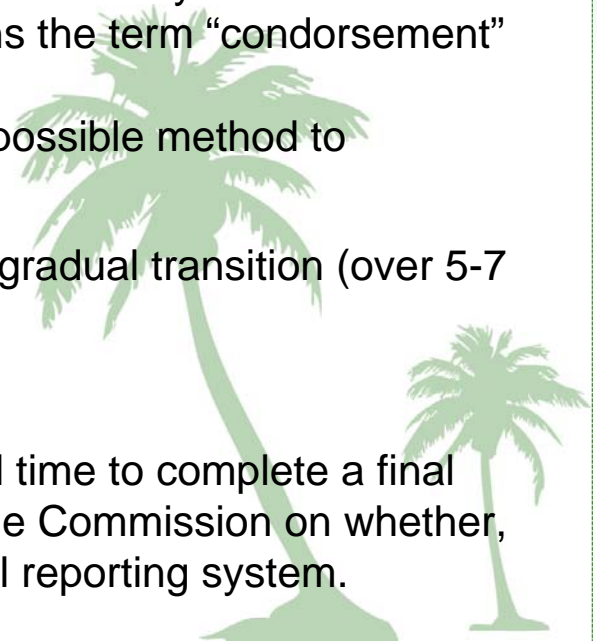 ns the term “condorsement”
possible method to
gradual transition (over 5-7
l time to complete a final
e Commission on whether,
l reporting system.